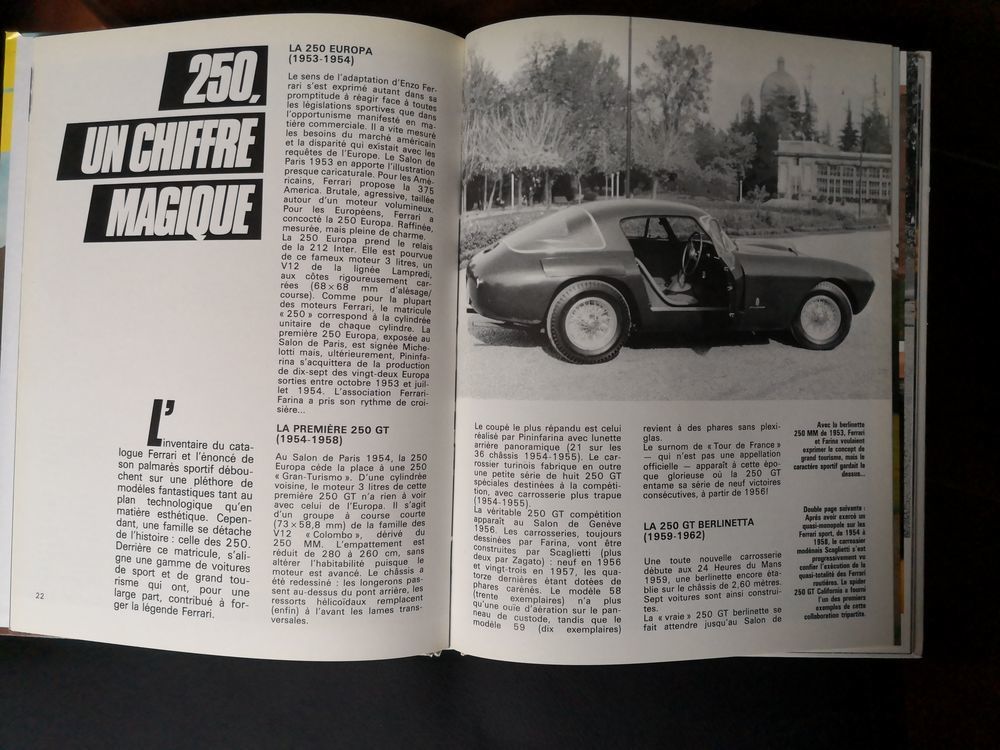 250,
UN CHIFFRE
MAGIQUE
L'inventaire du cata-
logue Ferrari et l'énoncé de
son palmarès sportif débou-
chent sur une pléthore de
modèles fantastiques tant au
plan technologique qu'en
matière esthétique. Cepen-
dant, une famille se détache
de l'histoire : celle des 250.
Derrière ce matricule, s'ali-
gne une gamme de voitures
de sport et de grand tou-
risme qui ont, pour une
large part, contribué à for-
ger la légende Ferrari.
22
LA 250 EUROPA
(1953-1954)
Le sens de l'adaptation d'Enzo Fer-
rari s'est exprimé autant dans sa
promptitude à réagir face à toutes
les législations sportives que dans
l'opportunisme manifesté en ma-
tière commerciale. Il a vite mesuré
les besoins du marché américain
et la disparité qui existait avec les
requêtes de l'Europe. Le Salon de
Paris 1953 en apporte l'illustration
presque caricaturale. Pour les Amé-
ricains, Ferrari propose la 375
America. Brutale, agressive, taillée
autour d'un moteur volumineux.
Pour les Européens, Ferrari a
concocté la 250 Europa. Raffinée,
mesurée, mais pleine de charme.
La 250 Europa prend le relais
de la 212 Inter. Elle est pourvue
de ce fameux moteur 3 litres, un
V12 de la lignée Lampredi,
aux côtes rigoureusement car-
rées (68 × 68 mm d'alésage/
course). Comme pour la plupart
des moteurs Ferrari, le matricule
« 250 » correspond à la cylindrée
unitaire de chaque cylindre. La
première 250 Europa, exposée au
Salon de Paris, est signée Miche-
lotti mais, ultérieurement, Pininfa-
rina s'acquittera de la production
de dix-sept des vingt-deux Europa
sorties entre octobre 1953 et juil-
let 1954. L'association Ferrari-
Farina a pris son rythme de croi-
sière...
LA PREMIÈRE 250 GT
(1954-1958)
Au Salon de Paris 1954, la 250
Europa cède la place à une 250
« Gran-Turismo ». D'une cylindrée
voisine, le moteur 3 litres de cette
première 250 GT n'a rien à voir
avec celui de l'Europa. Il s'agit
d'un groupe à course courte
(73 × 58,8 mm) de la famille des
V12 « Colombo », dérivé du
250 MM. L'empattement est
réduit de 280 à 260 cm, sans
altérer l'habitabilité puisque le
moteur est avancé. Le châssis a
été redessiné : les longerons pas-
sent au-dessus du pont arrière, les
ressorts hélicoïdaux remplacent
(enfin) à l'avant les lames trans-
versales.
Le coupé le plus répandu est celui
réalisé par Pininfarina avec lunette
arrière panoramique (21 sur les
36 châssis 1954-1955). Le car-
rossier turinois fabrique en outre
une petite série de huit 250 GT
spéciales destinées à la compéti-
tion, avec carrosserie plus trapue
(1954-1955).
La véritable 250 GT compétition
apparaît au Salon de Genève
1956. Les carrosseries, toujours
dessinées par Farina, vont être
construites par Scaglietti (plus
deux par Zagato) : neuf en 1956
et vingt-trois en 1957, les qua-
torze dernières étant dotées de
phares carénés. Le modèle 58
(trente exemplaires) n'a plus
qu'une ouïe d'aération sur le pan-
neau de custode, tandis que le
modèle 59 (dix exemplaires)
revient à des phares sans plexi-
glas.
Le surnom de « Tour de France »
— qui n'est pas une appellation
officielle — apparaît à cette épo-
que glorieuse où la 250 GT
entame sa série de neuf victoires
consécutives, à partir de 1956!
LA 250 GT BERLINETTA
(1959-1962)
Une toute nouvelle carrosserie
débute aux 24 Heures du Mans
1959, une berlinette encore éta-
blie sur le châssis de 2,60 mètres.
Sept voitures sont ainsi construi-
tes.
La « vraie » 250 GT berlinette se
fait attendre jusqu'au Salon de
Avec la berlinette
250 MM de 1953, Ferrari
et Farina voulaient
exprimer le concept de
grand tourisme, mais le
caractère sportif gardait le
dessus...
Double page suivante :
Après avoir exercé un
quasi-monopole sur les
Ferrari sport, de 1954 à
1958, le carrossier
modénais Scaglietti s'est
progressivement vu
confier l'exécution de la
quasi-totalité des Ferrari
routières. Le spider
250 GT California a fourni
l'un des premiers
exemples de cette
collaboration tripartite.